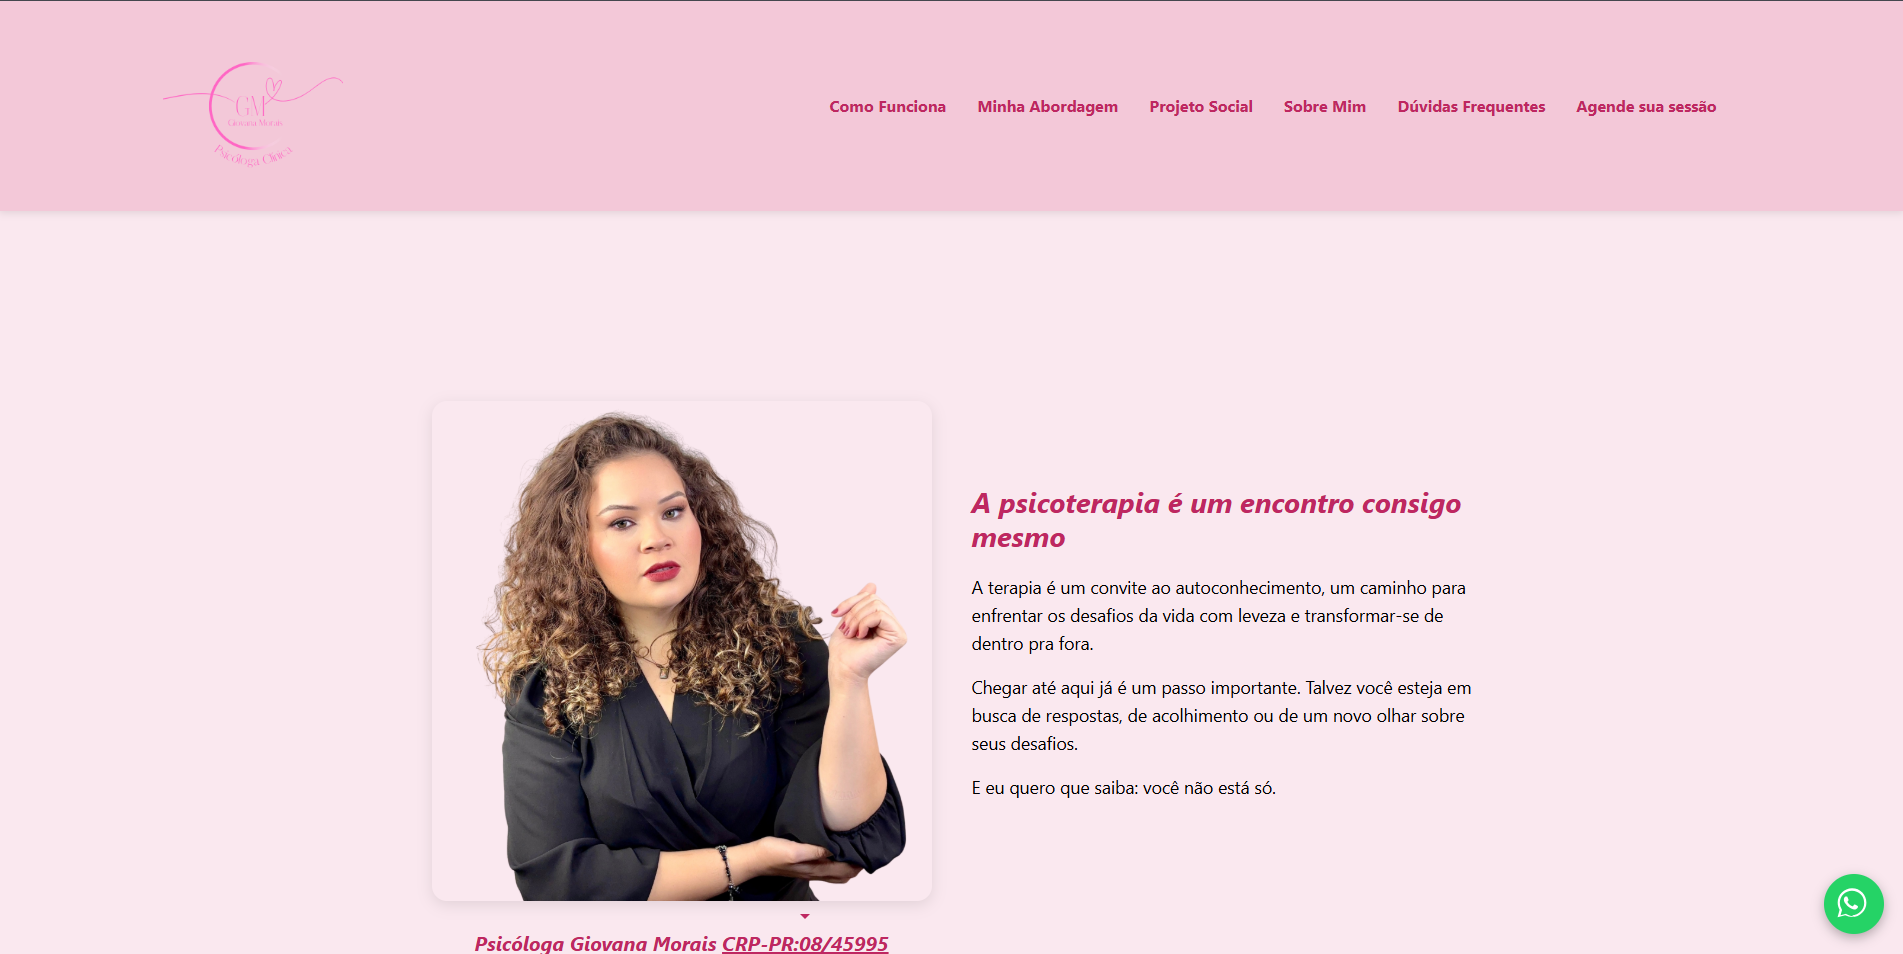 GM
Giovana Morais
Psicóloga Clínica
Como Funciona
Minha Abordagem
Projeto Social
Sobre Mim
Dúvidas Frequentes
Agende sua sessão
A psicoterapia é um encontro consigo
mesmo
A terapia é um convite ao autoconhecimento, um caminho para
enfrentar os desafios da vida com leveza e transformar-se de
dentro pra fora.
Chegar até aqui já é um passo importante. Talvez você esteja em
busca de respostas, de acolhimento ou de um novo olhar sobre
seus desafios.
E eu quero que saiba: você não está só.
Psicóloga Giovana Morais CRP-PR:08/45995